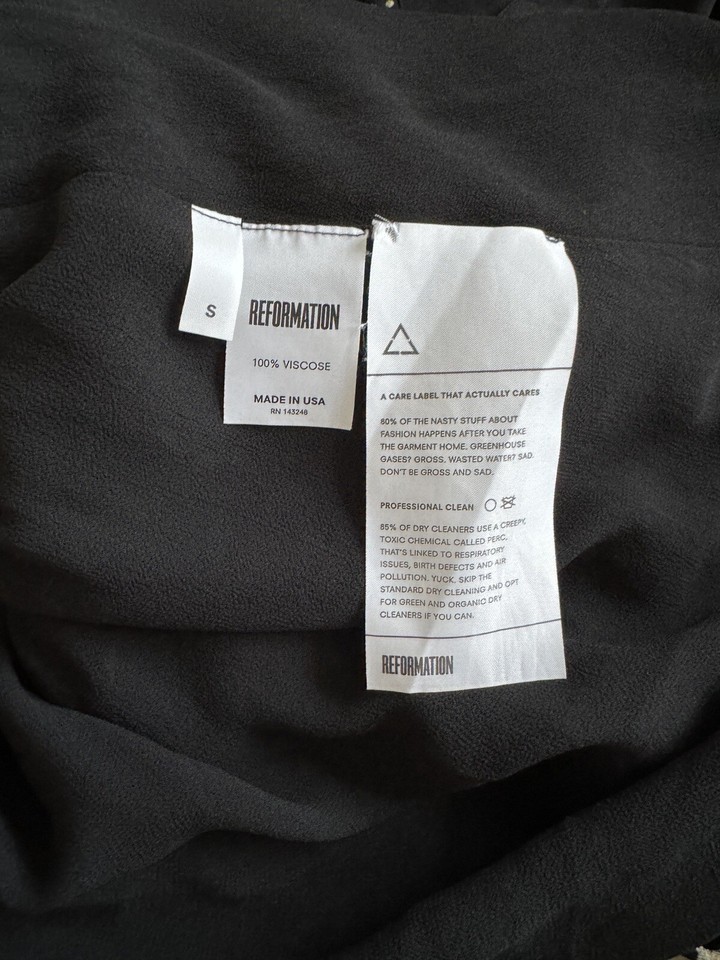 S
REFORMATION
100% VISCOSE
MADE IN USA
RN 143248
A CARE LABEL THAT ACTUALLY CARES
80% OF THE NASTY STUFF ABOUT
FASHION HAPPENS AFTER YOU TAKE
THE GARMENT HOME. GREENHOUSE
GASES? GROSS. WASTED WATER? SAD.
DON'T BE GROSS AND SAD.
PROFESSIONAL CLEAN
85% OF DRY CLEANERS USE A CREEPY,
TOXIC CHEMICAL CALLED PERC,
THAT'S LINKED TO RESPIRATORY
ISSUES, BIRTH DEFECTS AND AIR
POLLUTION. YUCK. SKIP THE
STANDARD DRY CLEANING AND OPT
FOR GREEN AND ORGANIC DRY
CLEANERS IF YOU CAN.
REFORMATION